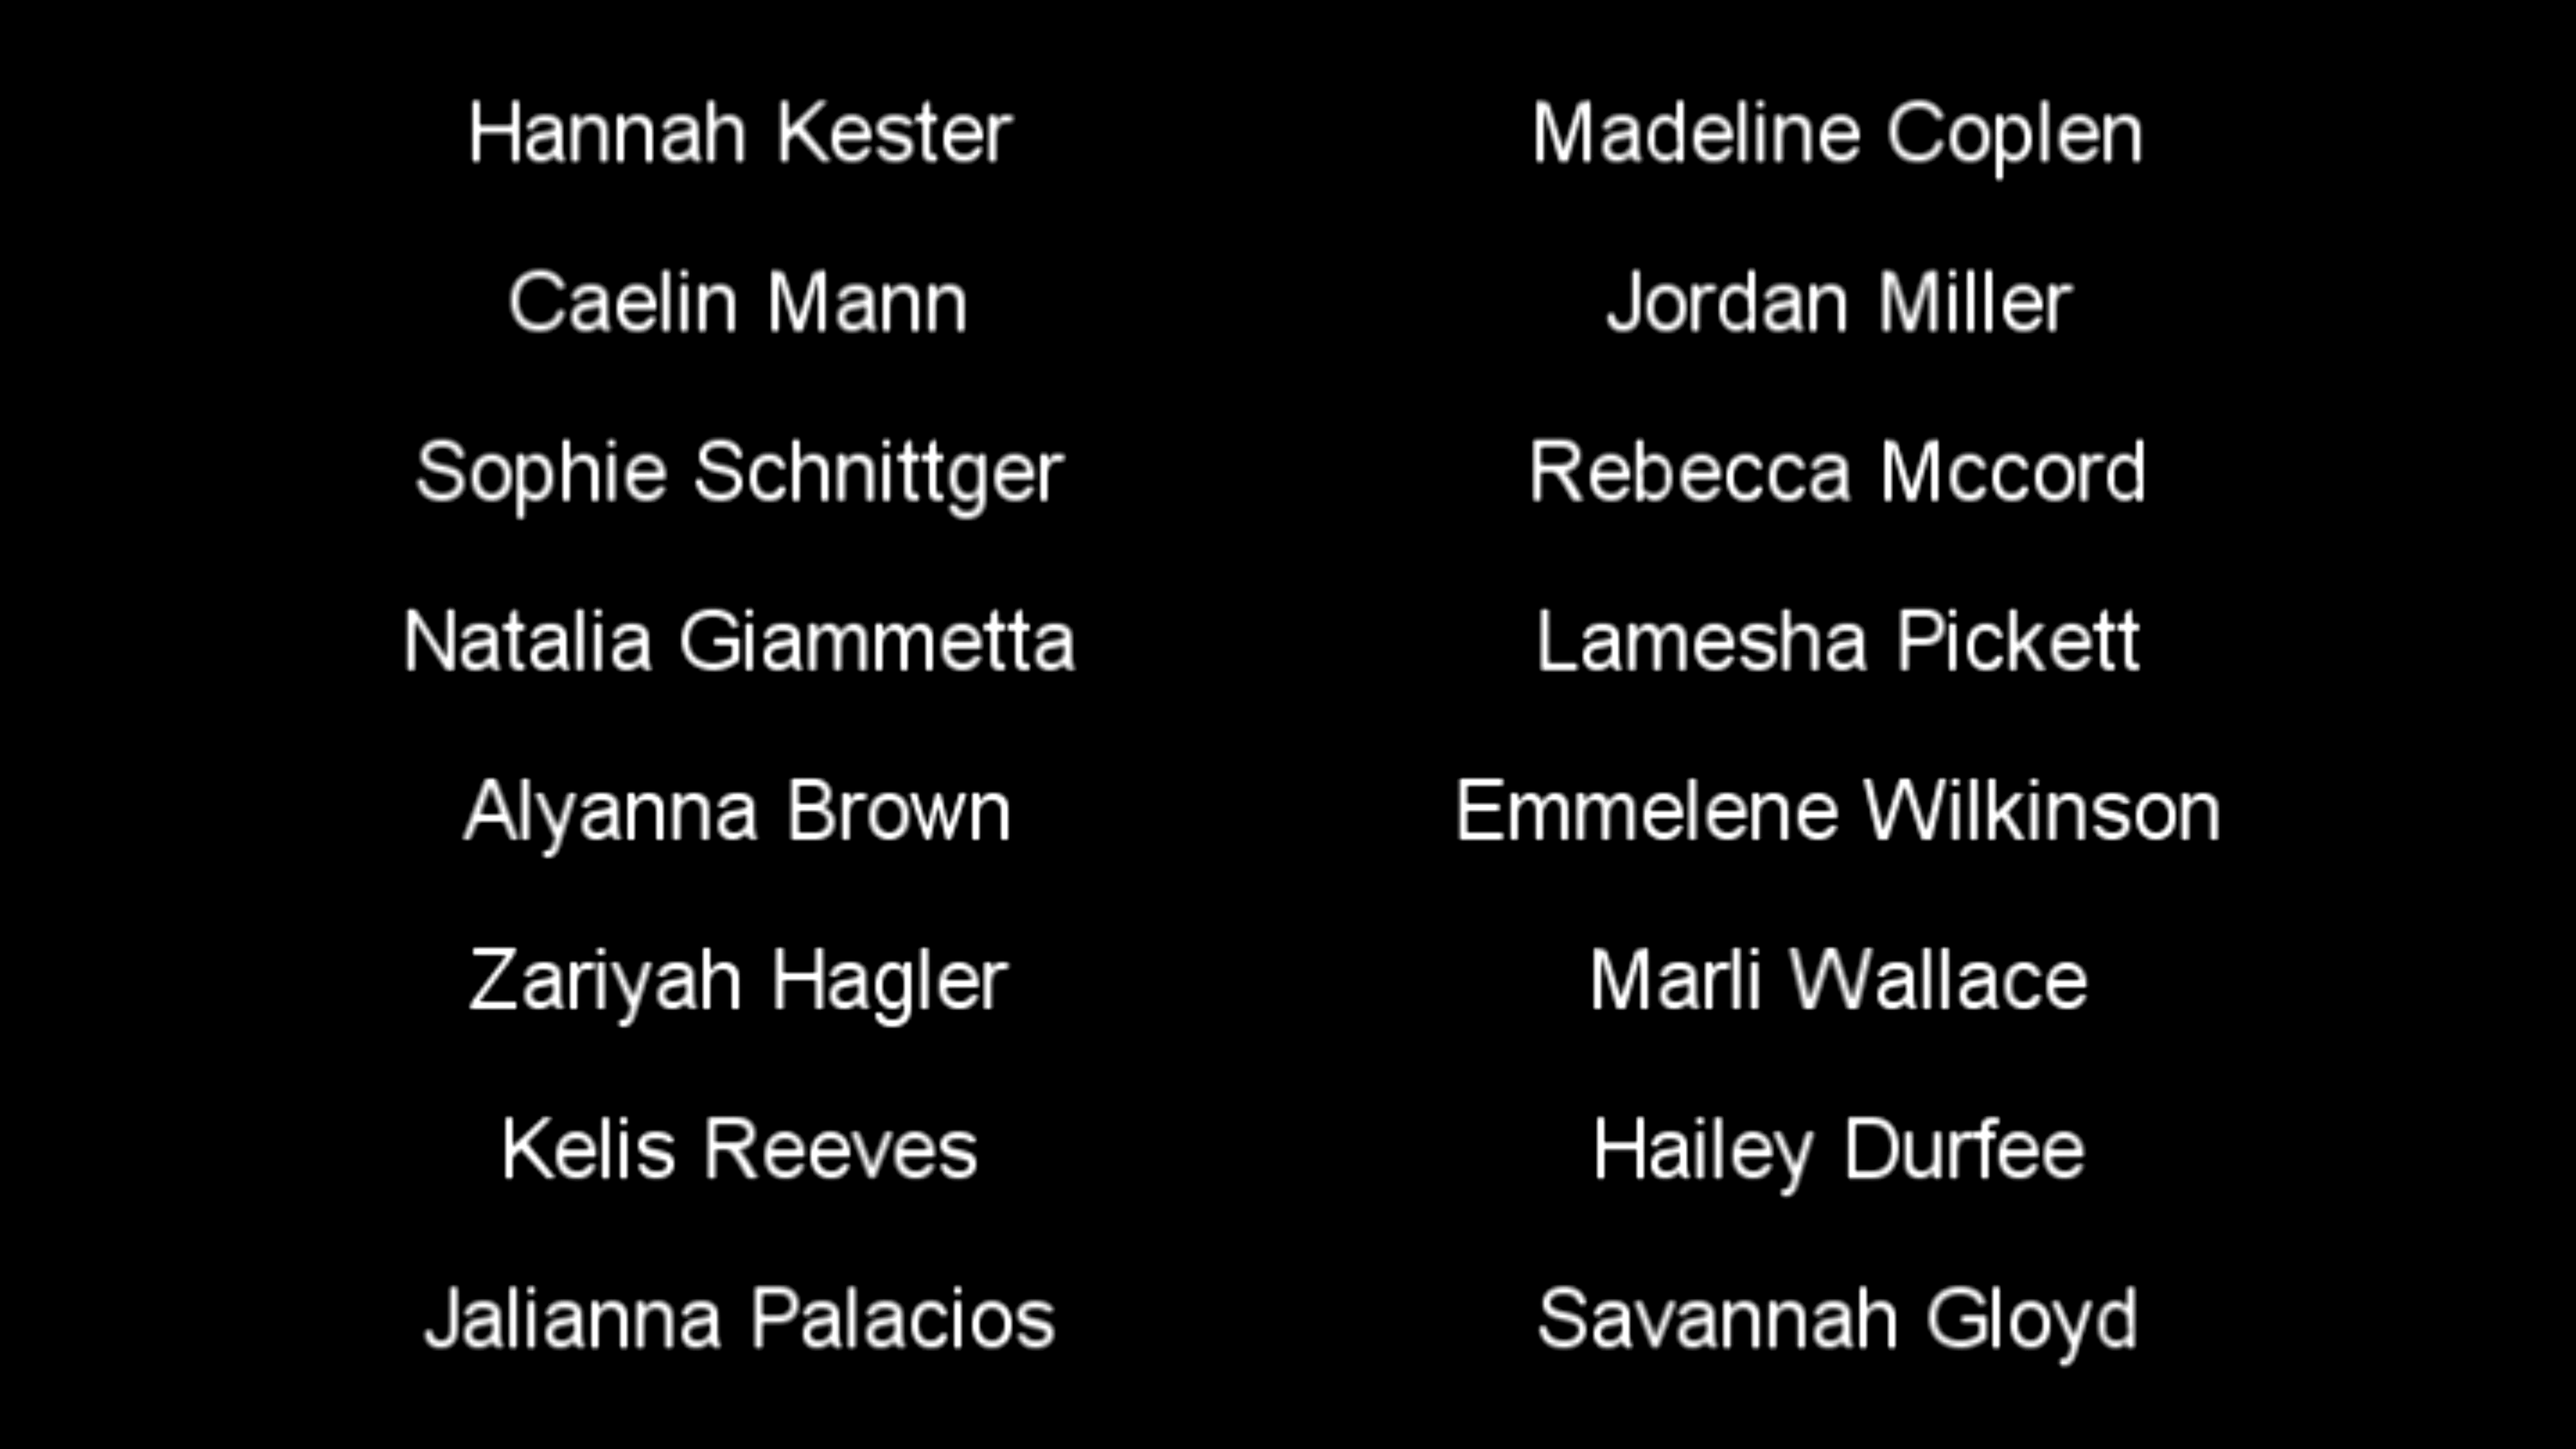 Hannah Kester
Madeline Coplen
Caelin Mann
Jordan Miller
Sophie Schnittger
Rebecca Mccord
Natalia Giammetta
Lamesha Pickett
Alyanna Brown
Emmelene Wilkinson
Zariyah Hagler
Marli Wallace
Kelis Reeves
Hailey Durfee
Jalianna Palacios
Savannah Gloyd